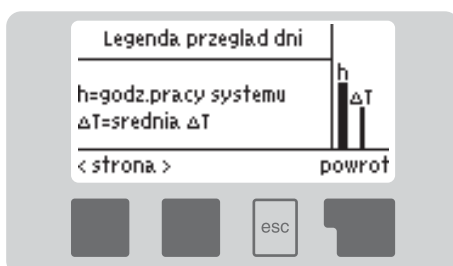 Legenda przeglad dni
h
ΔT
h=godz.pracy systemu
ΔT=srednia ΔT
< strona >
powrot
esc